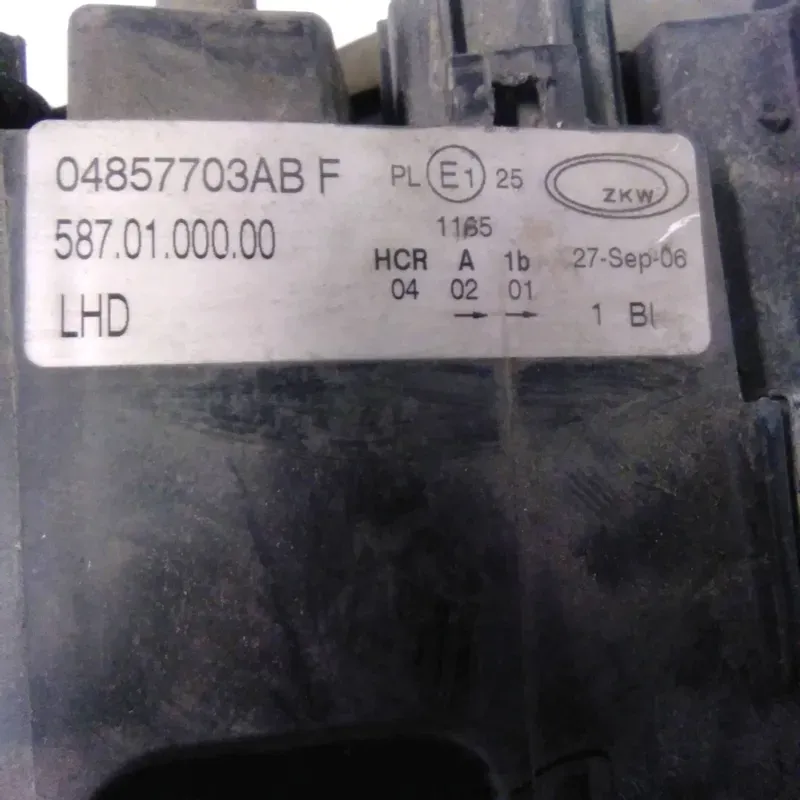 04857703AB F
587.01.000.00
LHD
PL E1 25
1165
HCR A 1b
04 02 01
→ →
ZKW
27-Sep-06
1 Bl